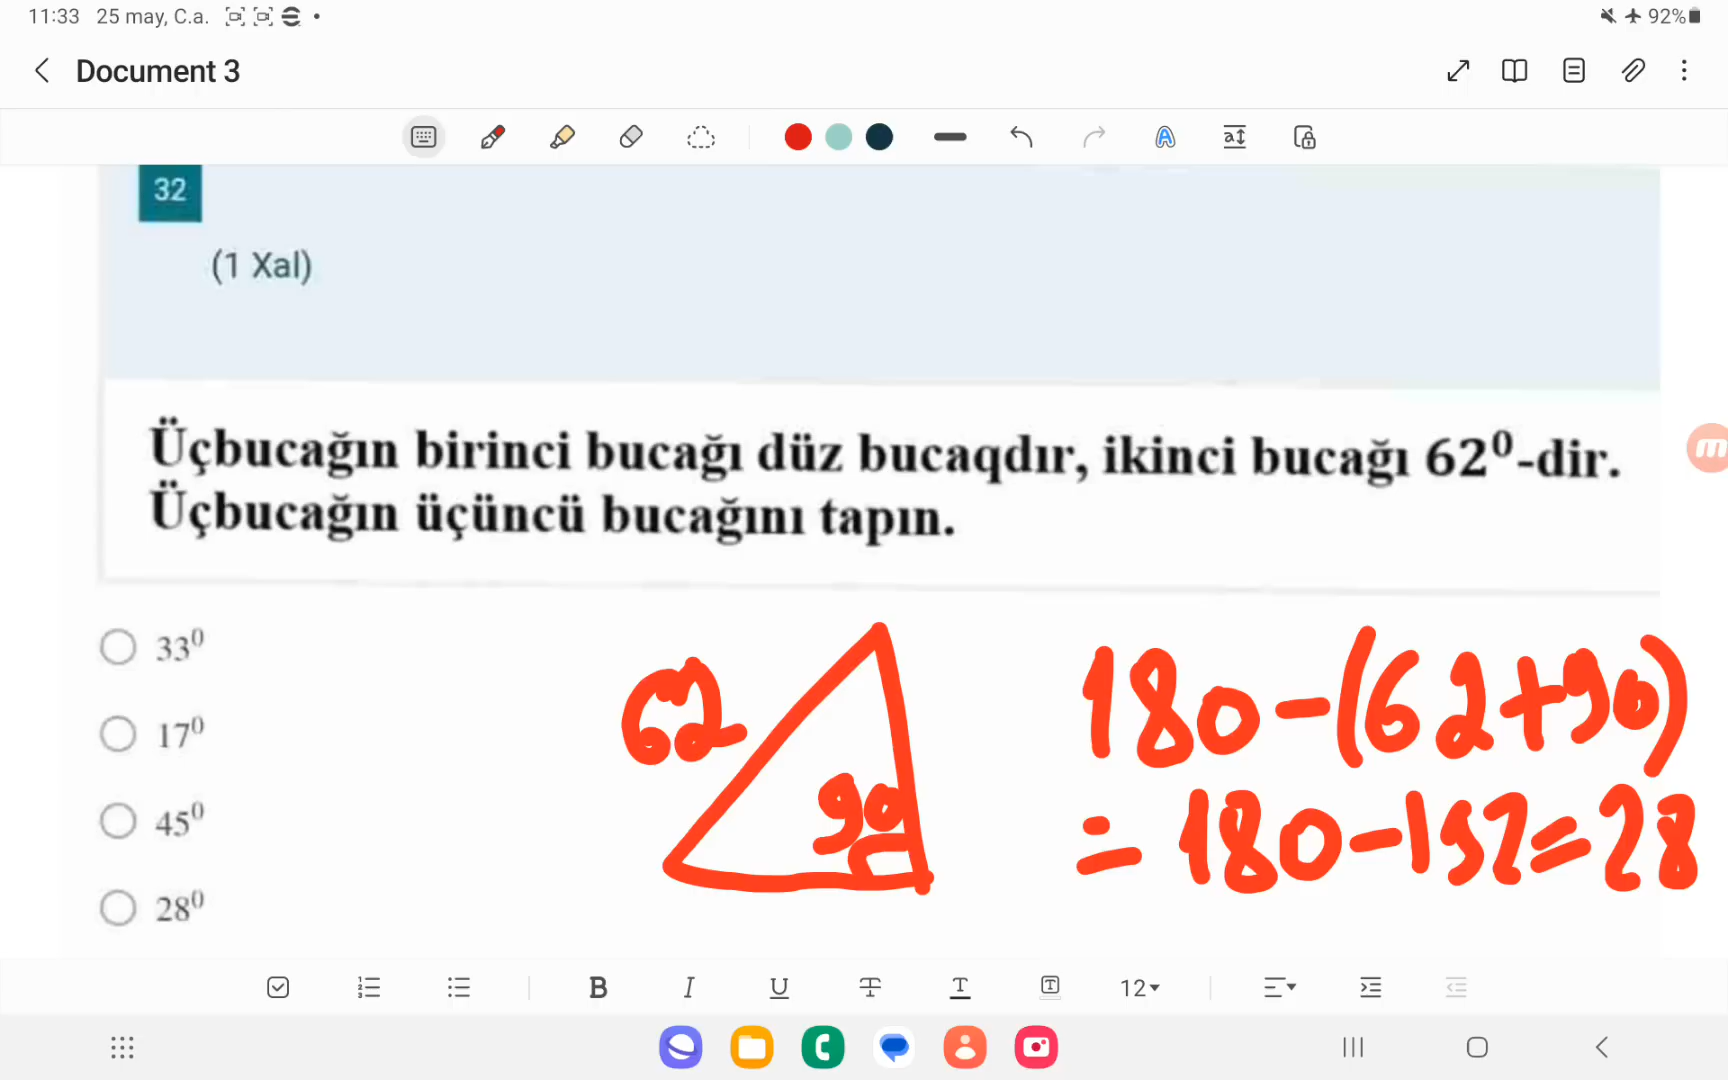 11:33 25 may, C.a.
92%
Document 3
32
(1 Xal)
Üçbucağın birinci bucağı düz bucaqdır, ikinci bucağı 62⁰-dir.
Üçbucağın üçüncü bucağını tapın.
33⁰
17⁰
45⁰
28⁰
62
90
180-(62+90)
=180-152=28
B I U T T T 12